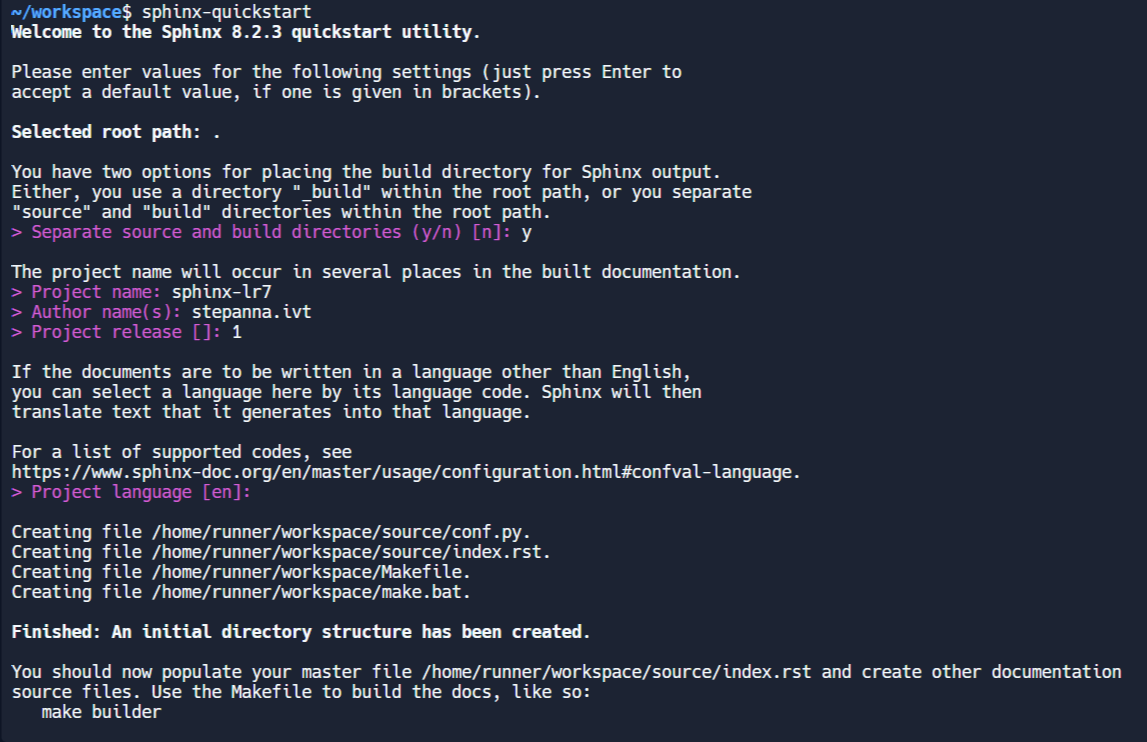 ~/workspace$ sphinx-quickstart
Welcome to the Sphinx 8.2.3 quickstart utility.
Please enter values for the following settings (just press Enter to
accept a default value, if one is given in brackets).
Selected root path: .
You have two options for placing the build directory for Sphinx output.
Either, you use a directory "_build" within the root path, or you separate
"source" and "build" directories within the root path.
> Separate source and build directories (y/n) [n]: y
The project name will occur in several places in the built documentation.
> Project name: sphinx-lr7
> Author name(s): stepanna.ivt
> Project release []: 1
If the documents are to be written in a language other than English,
you can select a language here by its language code. Sphinx will then
translate text that it generates into that language.
For a list of supported codes, see
https://www.sphinx-doc.org/en/master/usage/configuration.html#confval-language.
> Project language [en]:
Creating file /home/runner/workspace/source/conf.py.
Creating file /home/runner/workspace/source/index.rst.
Creating file /home/runner/workspace/Makefile.
Creating file /home/runner/workspace/make.bat.
Finished: An initial directory structure has been created.
You should now populate your master file /home/runner/workspace/source/index.rst and create other documentation
source files. Use the Makefile to build the docs, like so:
make builder